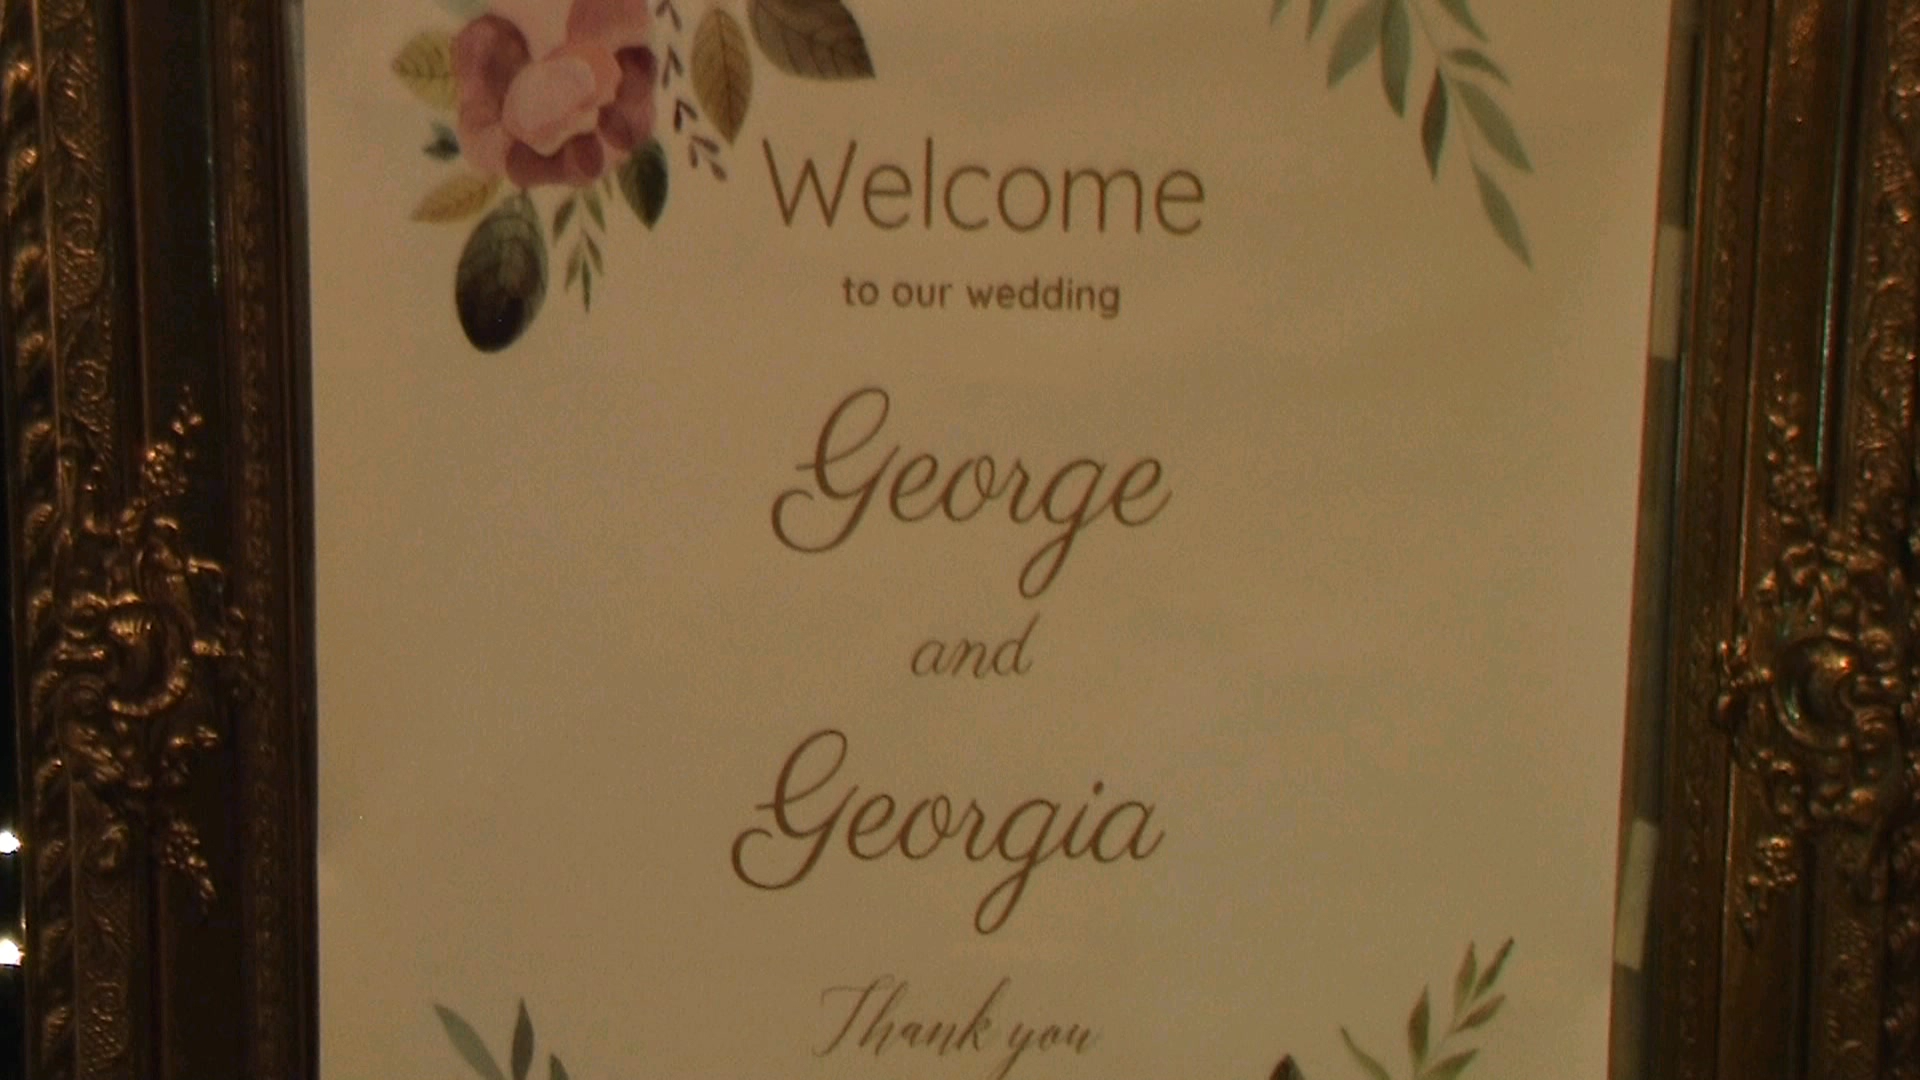 Welcome
to our wedding
George
and
Georgia
Thank you